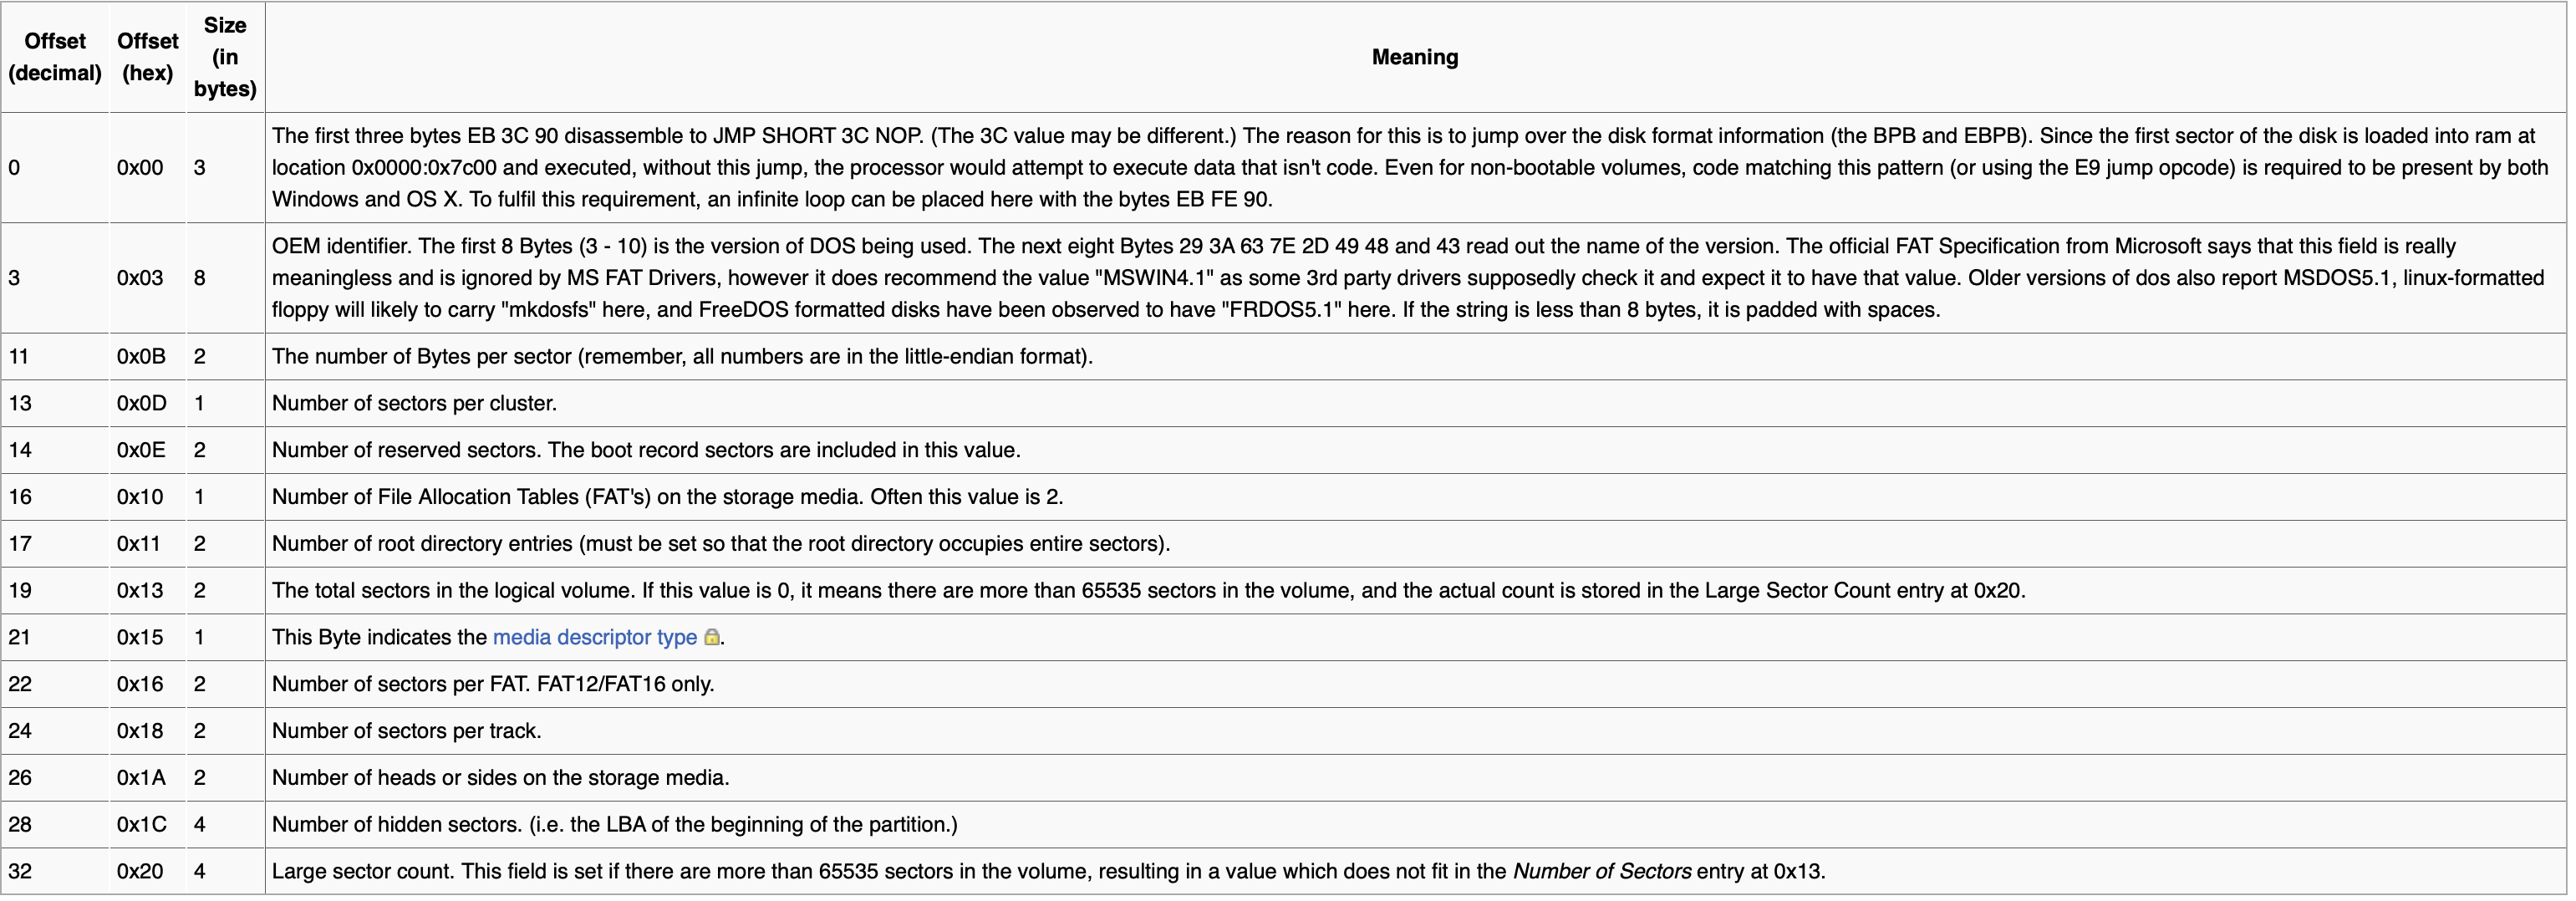 Offset (decimal) Offset (hex) Size (in bytes) Meaning
0 0x00 3 The first three bytes EB 3C 90 disassemble to JMP SHORT 3C NOP. (The 3C value may be different.) The reason for this is to jump over the disk format information (the BPB and EBPB). Since the first sector of the disk is loaded into ram at
location 0x0000:0x7c00 and executed, without this jump, the processor would attempt to execute data that isn't code. Even for non-bootable volumes, code matching this pattern (or using the E9 jump opcode) is required to be present by both
Windows and OS X. To fulfil this requirement, an infinite loop can be placed here with the bytes EB FE 90.
3 0x03 8 OEM identifier. The first 8 Bytes (3 - 10) is the version of DOS being used. The next eight Bytes 29 3A 63 7E 2D 49 48 and 43 read out the name of the version. The official FAT Specification from Microsoft says that this field is really
meaningless and is ignored by MS FAT Drivers, however it does recommend the value "MSWIN4.1" as some 3rd party drivers supposedly check it and expect it to have that value. Older versions of dos also report MSDOS5.1, linux-formatted
floppy will likely to carry "mkdosfs" here, and FreeDOS formatted disks have been observed to have "FRDOS5.1" here. If the string is less than 8 bytes, it is padded with spaces.
11 0x0B 2 The number of Bytes per sector (remember, all numbers are in the little-endian format).
13 0x0D 1 Number of sectors per cluster.
14 0x0E 2 Number of reserved sectors. The boot record sectors are included in this value.
16 0x10 1 Number of File Allocation Tables (FAT's) on the storage media. Often this value is 2.
17 0x11 2 Number of root directory entries (must be set so that the root directory occupies entire sectors).
19 0x13 2 The total sectors in the logical volume. If this value is 0, it means there are more than 65535 sectors in the volume, and the actual count is stored in the Large Sector Count entry at 0x20.
21 0x15 1 This Byte indicates the media descriptor type.
22 0x16 2 Number of sectors per FAT. FAT12/FAT16 only.
24 0x18 2 Number of sectors per track.
26 0x1A 2 Number of heads or sides on the storage media.
28 0x1C 4 Number of hidden sectors. (i.e. the LBA of the beginning of the partition.)
32 0x20 4 Large sector count. This field is set if there are more than 65535 sectors in the volume, resulting in a value which does not fit in the Number of Sectors entry at 0x13.